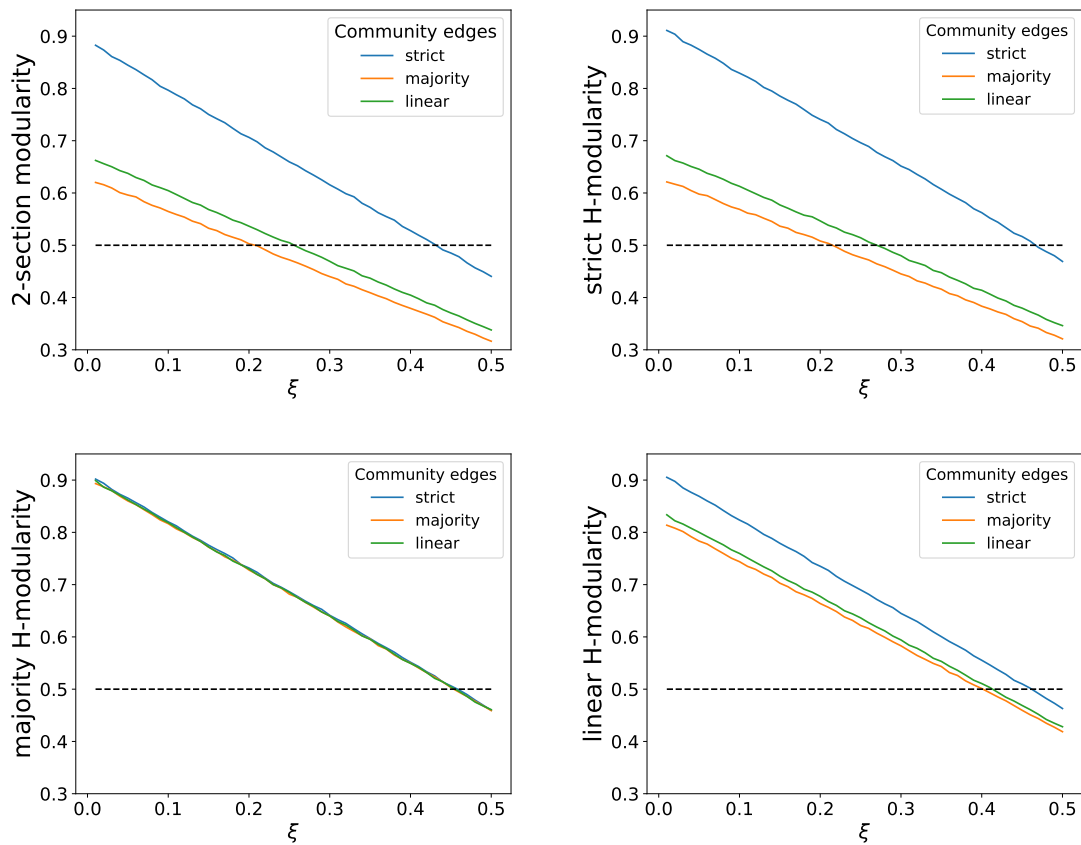 2-section modularity
0.9
0.8
0.7
0.6
0.5
0.4
0.3
Community edges
strict
majority
linear
0.0 0.1 0.2 0.3 0.4 0.5
ξ
strict H-modularity
0.9
0.8
0.7
0.6
0.5
0.4
0.3
Community edges
strict
majority
linear
0.0 0.1 0.2 0.3 0.4 0.5
ξ
majority H-modularity
0.9
0.8
0.7
0.6
0.5
0.4
0.3
Community edges
strict
majority
linear
0.0 0.1 0.2 0.3 0.4 0.5
ξ
linear H-modularity
0.9
0.8
0.7
0.6
0.5
0.4
0.3
Community edges
strict
majority
linear
0.0 0.1 0.2 0.3 0.4 0.5
ξ